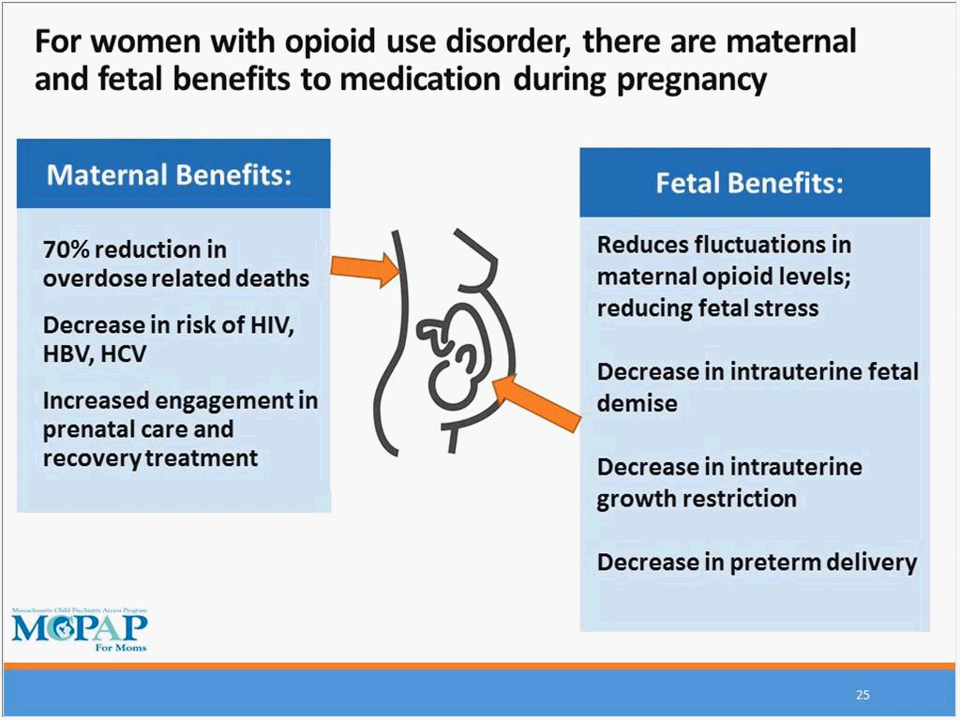 For women with opioid use disorder, there are maternal
and fetal benefits to medication during pregnancy
Maternal Benefits:
70% reduction in
overdose related deaths
Decrease in risk of HIV,
HBV, HCV
Increased engagement in
prenatal care and
recovery treatment
Fetal Benefits:
Reduces fluctuations in
maternal opioid levels;
reducing fetal stress
Decrease in intrauterine fetal
demise
Decrease in intrauterine
growth restriction
Decrease in preterm delivery
Massachusetts Child Psychiatry Access Program
MCPAP
For Moms
25